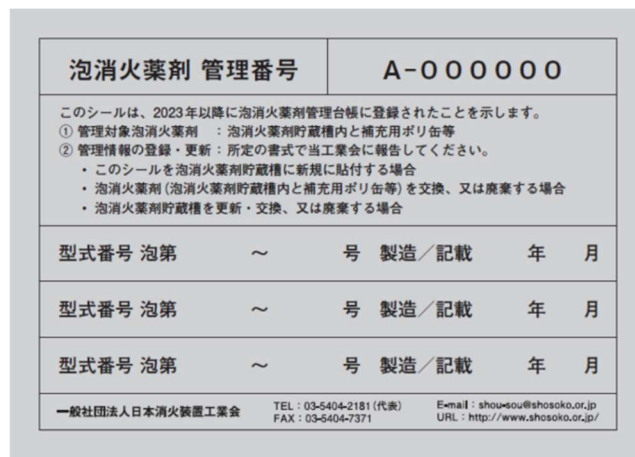 泡消火薬剤 管理番号 A-000000
このシールは、2023年以降に泡消火薬剤管理台帳に登録されたことを示します。
① 管理対象泡消火薬剤 : 泡消火薬剤貯蔵槽内と補充用ポリ缶等
② 管理情報の登録・更新 : 所定の書式で当工業会に報告してください。
・ このシールを泡消火薬剤貯蔵槽に新規に貼付する場合
・ 泡消火薬剤(泡消火薬剤貯蔵槽内と補充用ポリ缶等)を交換、又は廃棄する場合
・ 泡消火薬剤貯蔵槽を更新・交換、又は廃棄する場合
型式番号 泡第 ～ 号 製造／記載 年 月
型式番号 泡第 ～ 号 製造／記載 年 月
型式番号 泡第 ～ 号 製造／記載 年 月
一般社団法人日本消火装置工業会
TEL : 03-5404-2181(代表)
FAX : 03-5404-7371
E-mail : shou-sou@shosoko.or.jp
URL : http://www.shosoko.or.jp/